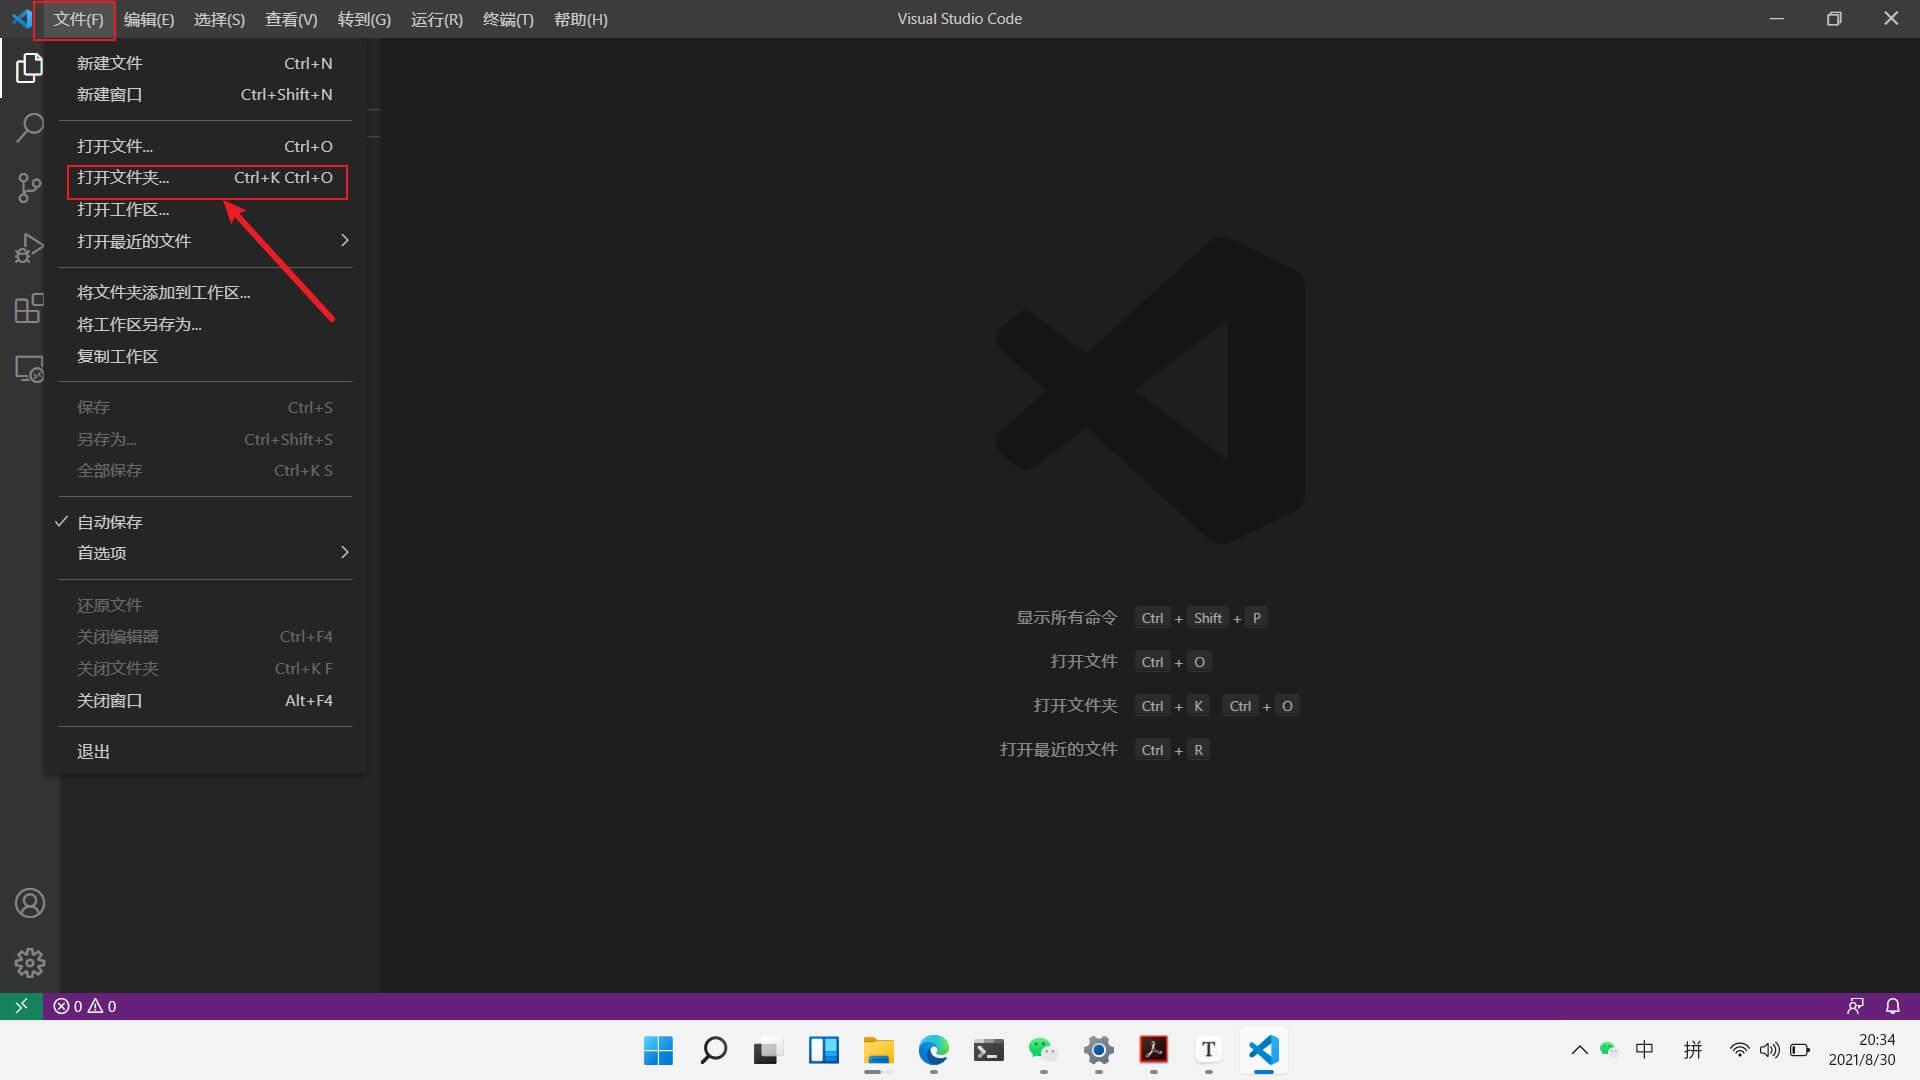 文件(F) 编辑(E) 选择(S) 查看(V) 转到(G) 运行(R) 终端(T) 帮助(H) Visual Studio Code
新建文件 Ctrl+N
新建窗口 Ctrl+Shift+N
打开文件... Ctrl+O
打开文件夹... Ctrl+K Ctrl+O
打开工作区...
打开最近的文件
将文件夹添加到工作区...
将工作区另存为...
复制工作区
保存 Ctrl+S
另存为... Ctrl+Shift+S
全部保存 Ctrl+K S
自动保存
首选项
还原文件
关闭编辑器 Ctrl+F4
关闭文件夹 Ctrl+K F
关闭窗口 Alt+F4
退出
显示所有命令 Ctrl + Shift + P
打开文件 Ctrl + O
打开文件夹 Ctrl + K Ctrl + O
打开最近的文件 Ctrl + R
0 0
T
中 拼
20:34
2021/8/30